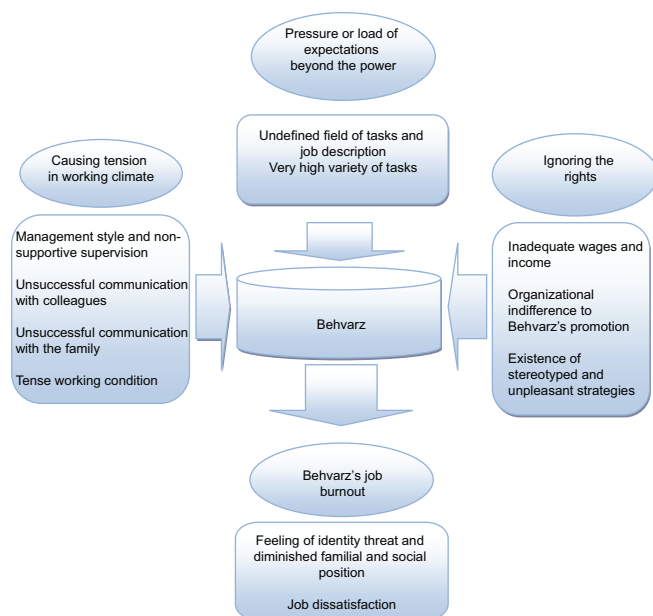 Pressure or load of
expectations
beyond the power
Undefined field of tasks and
job description
Very high variety of tasks
Causing tension
in working climate
Management style and non-
supportive supervision
Unsuccessful communication
with colleagues
Unsuccessful communication
with the family
Tense working condition
Ignoring the
rights
Inadequate wages and
income
Organizational
indifference to
Behvarz's promotion
Existence of
stereotyped and
unpleasant strategies
Behvarz
Behvarz's job
burnout
Feeling of identity threat and
diminished familial and social
position
Job dissatisfaction